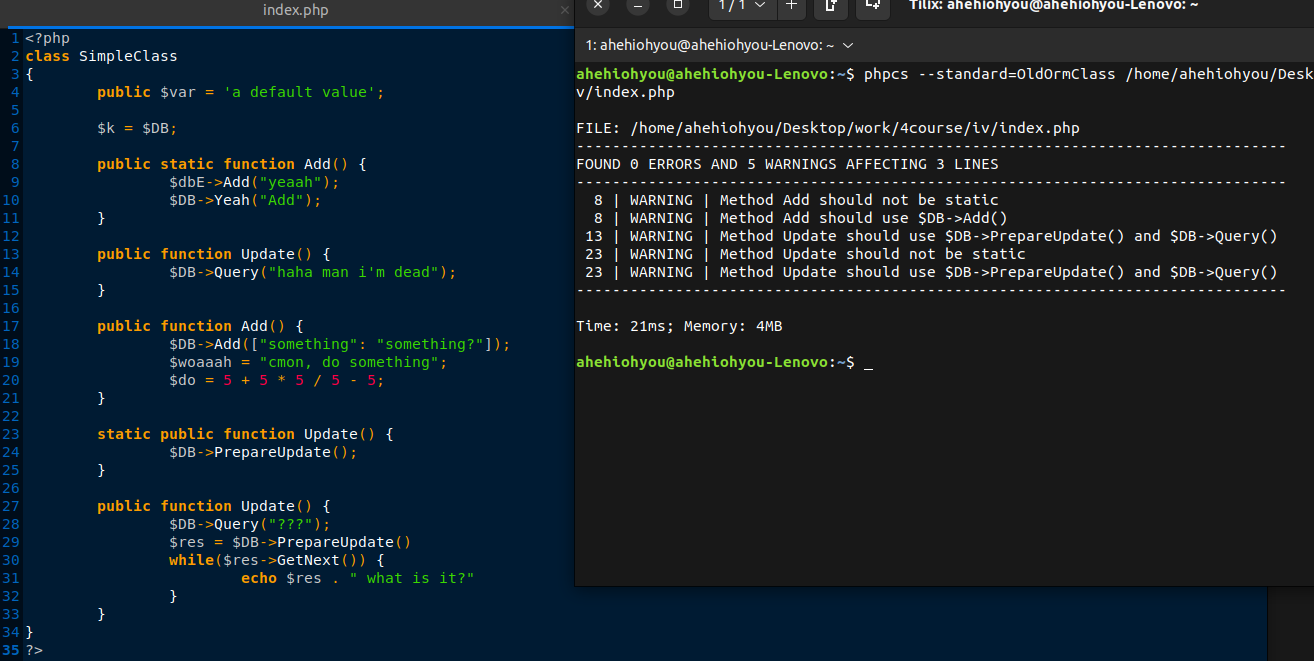 index.php
1 <?php
2 class SimpleClass
3 {
4 public $var = 'a default value';
5
6 $k = $DB;
7
8 public static function Add() {
9 $dbE->Add("yeaah");
10 $DB->Yeah("Add");
11 }
12
13 public function Update() {
14 $DB->Query("haha man i'm dead");
15 }
16
17 public function Add() {
18 $DB->Add(["something": "something?"]);
19 $woaaah = "cmon, do something";
20 $do = 5 + 5 * 5 / 5 - 5;
21 }
22
23 static public function Update() {
24 $DB->PrepareUpdate();
25 }
26
27 public function Update() {
28 $DB->Query("???");
29 $res = $DB->PrepareUpdate()
30 while($res->GetNext()) {
31 echo $res . " what is it?"
32 }
33 }
34 }
35 ?>
1 / 1
Tilix: ahehiohyou@ahehiohyou-Lenovo: ~
1: ahehiohyou@ahehiohyou-Lenovo: ~
ahehiohyou@ahehiohyou-Lenovo:~$ phpcs --standard=OldOrmClass /home/ahehiohyou/Desk
v/index.php
FILE: /home/ahehiohyou/Desktop/work/4course/iv/index.php
-------------------------------------------------------------------------------
FOUND 0 ERRORS AND 5 WARNINGS AFFECTING 3 LINES
-------------------------------------------------------------------------------
8 | WARNING | Method Add should not be static
8 | WARNING | Method Add should use $DB->Add()
13 | WARNING | Method Update should use $DB->PrepareUpdate() and $DB->Query()
23 | WARNING | Method Update should not be static
23 | WARNING | Method Update should use $DB->PrepareUpdate() and $DB->Query()
-------------------------------------------------------------------------------
Time: 21ms; Memory: 4MB
ahehiohyou@ahehiohyou-Lenovo:~$ _